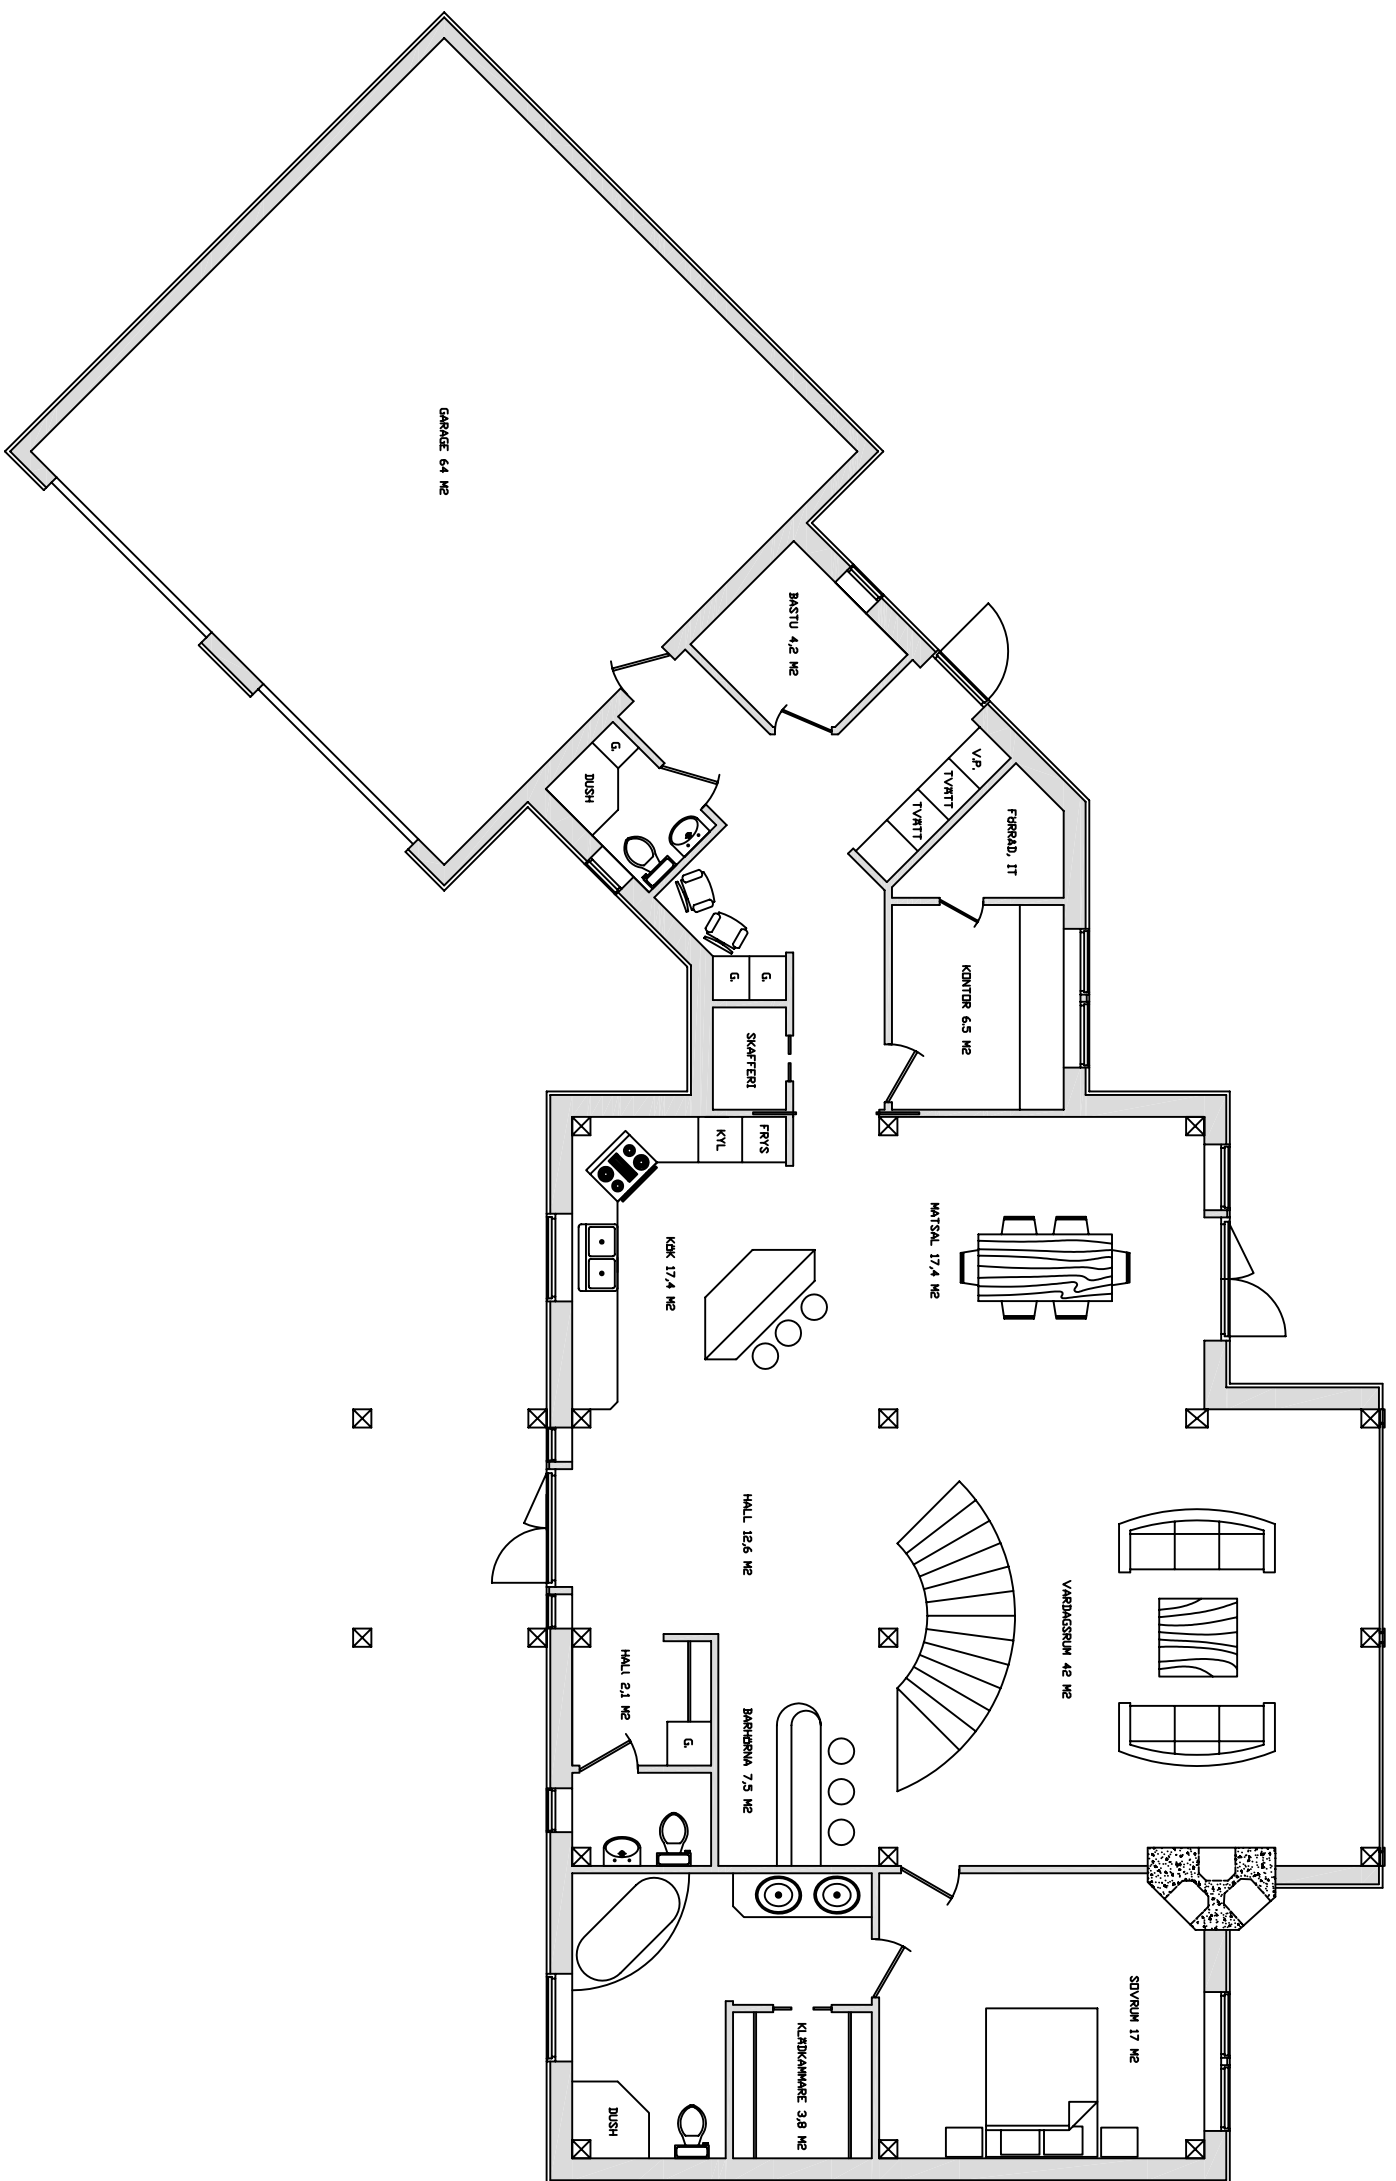 GARAGE 64 M2
BASTU 4,2 M2
G.
DUSH
V.P.
TVÄTT
TVÄTT
FÖRRAD, IT
KONTOR 6.5 M2
G.
G.
SKAFFERI
FRYS
KYL
KÖK 17,4 M2
MATSAL 17,4 M2
HALL 12,6 M2
VARDAGSRUM 42 M2
HALL 2,1 M2
G.
BARHÖRNA 7,5 M2
SOVRUM 17 M2
KLÄDKAMMARE 3,8 M2
DUSH